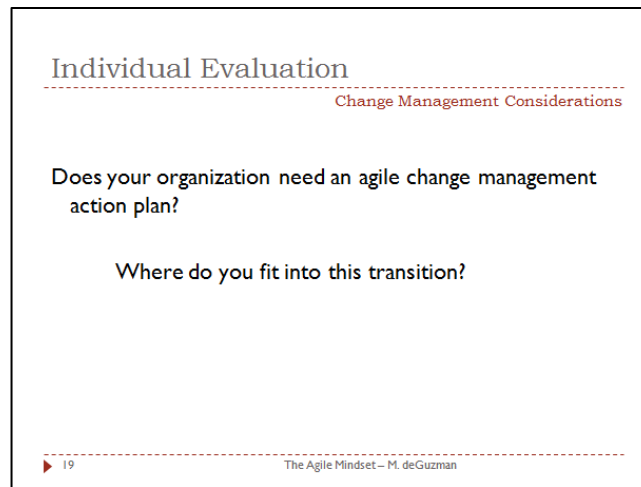 Individual Evaluation
Change Management Considerations
Does your organization need an agile change management
action plan?
Where do you fit into this transition?
19
The Agile Mindset – M. deGuzman